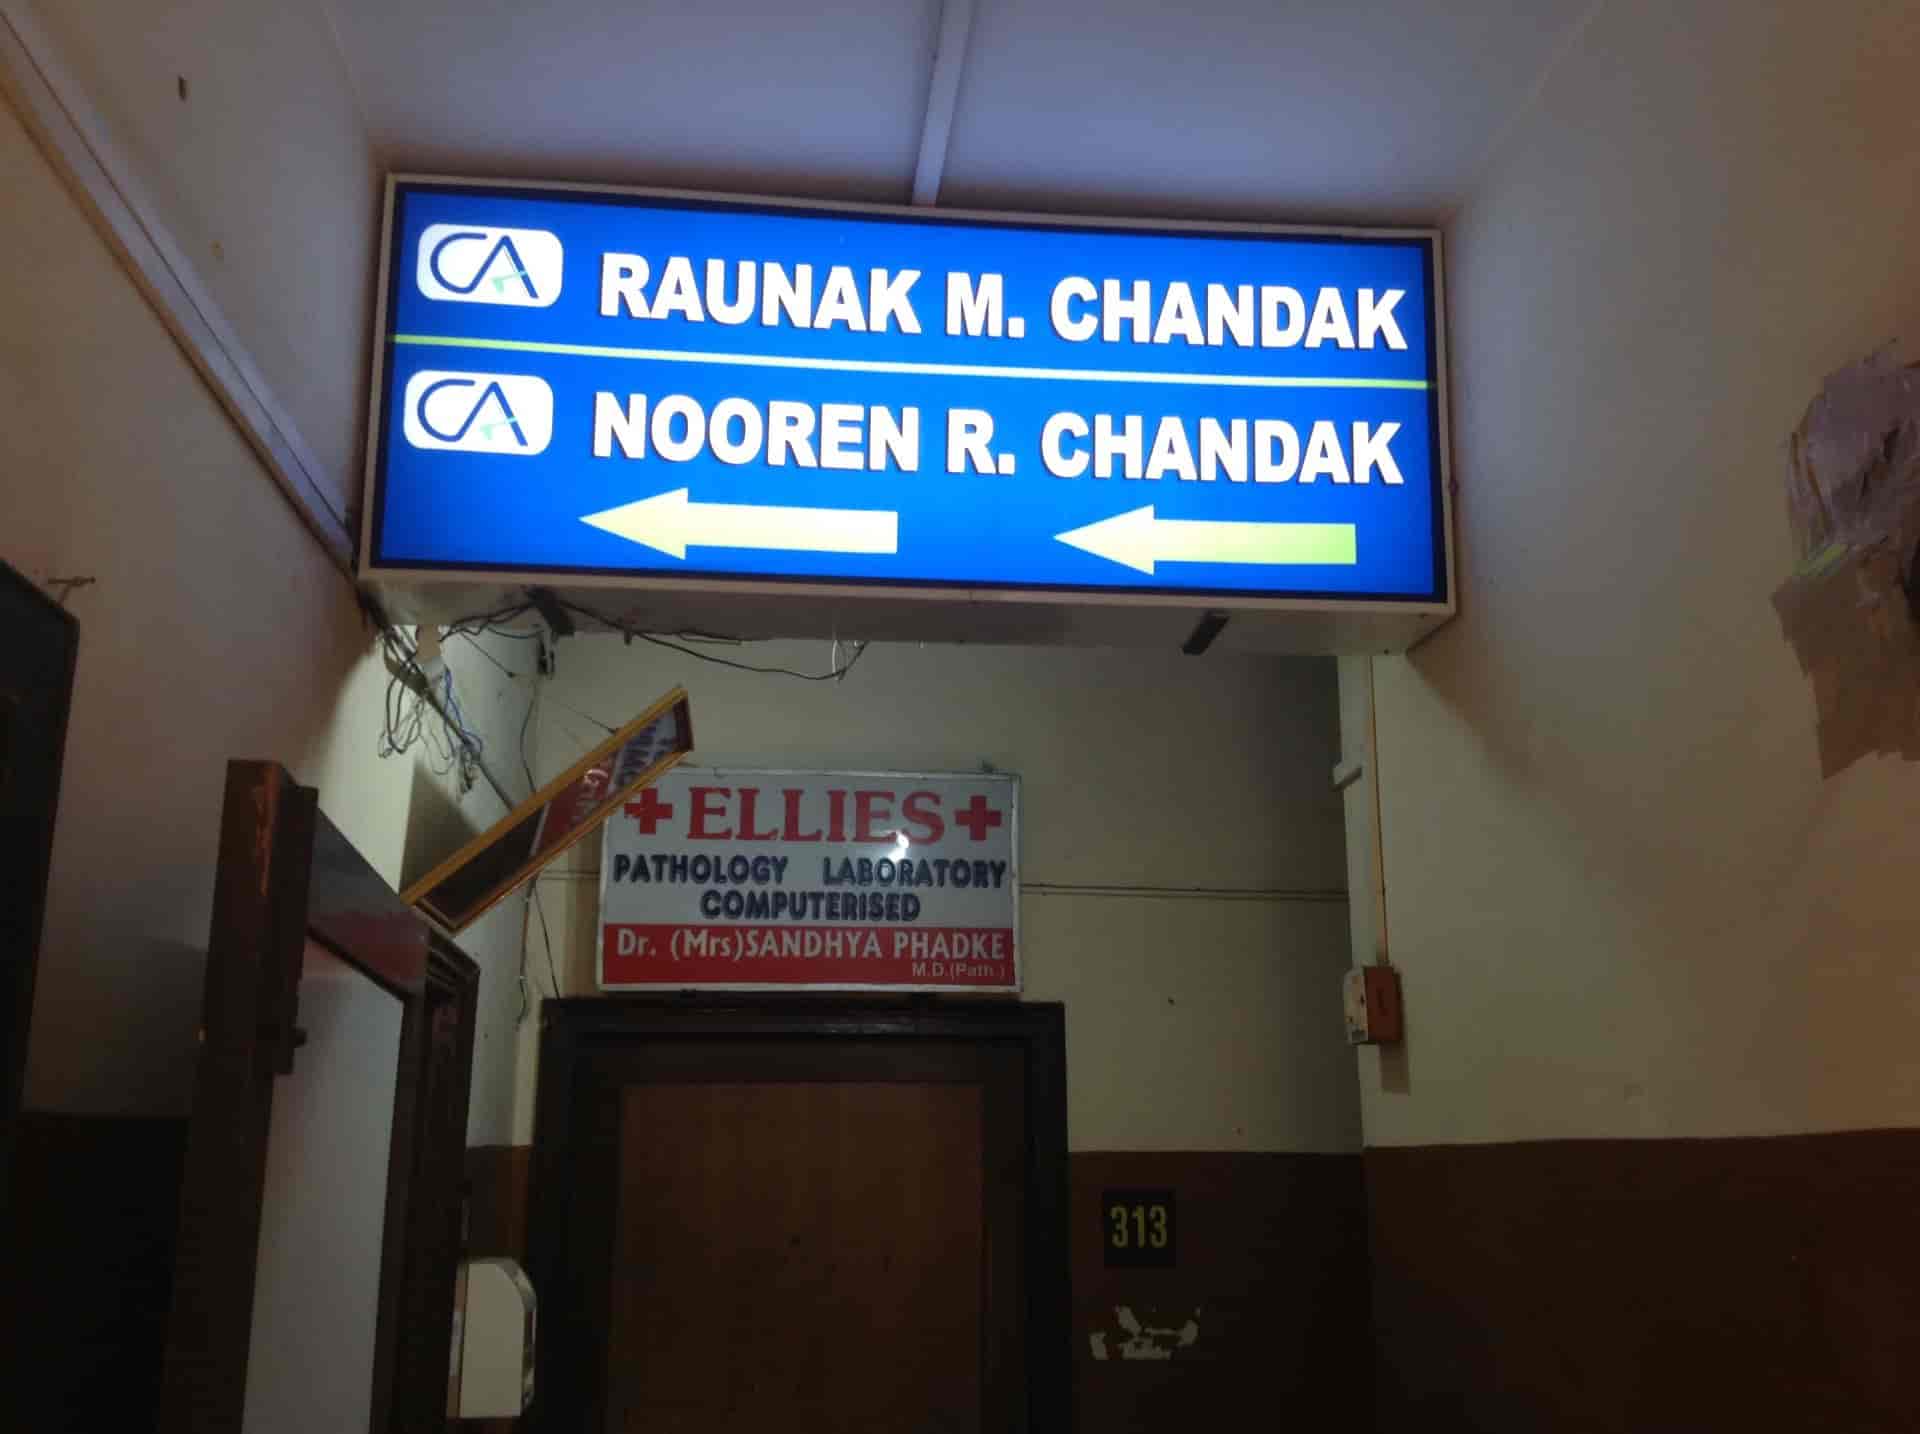 CA RAUNAK M. CHANDAK
CA NOOREN R. CHANDAK
+ ELLIES +
PATHOLOGY LABORATORY
COMPUTERISED
Dr. (Mrs)SANDHYA PHADKE
M.D.(Path.)
313